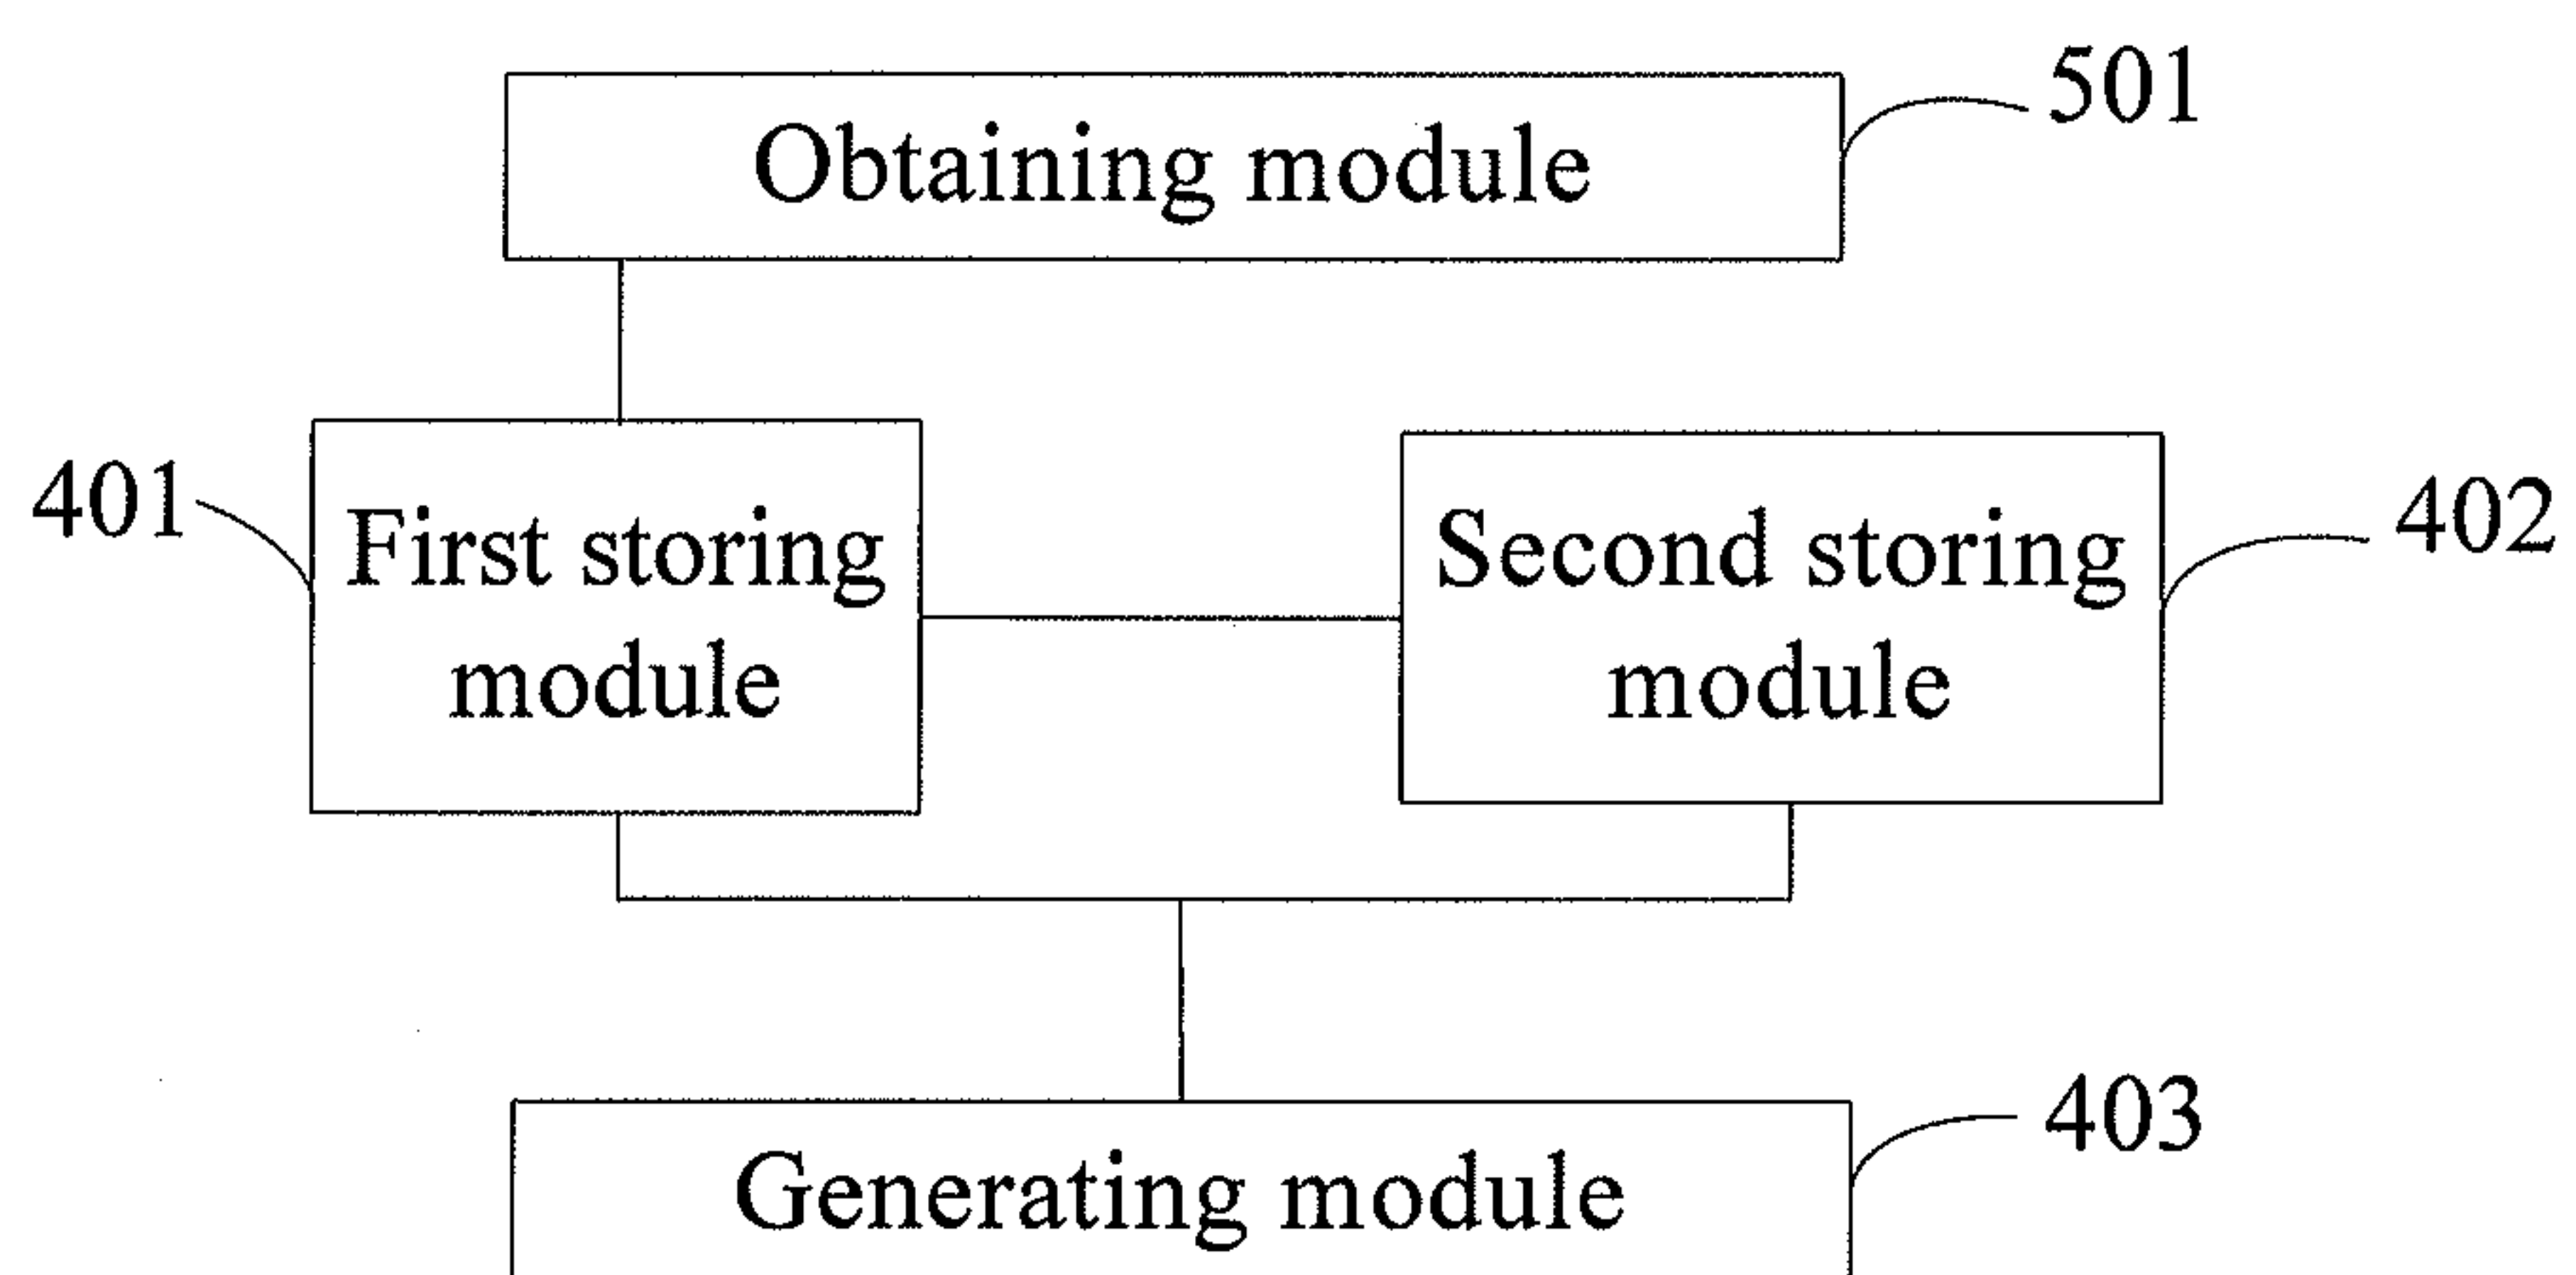 Obtaining module
501
401
First storing
module
Second storing
module
402
Generating module
403